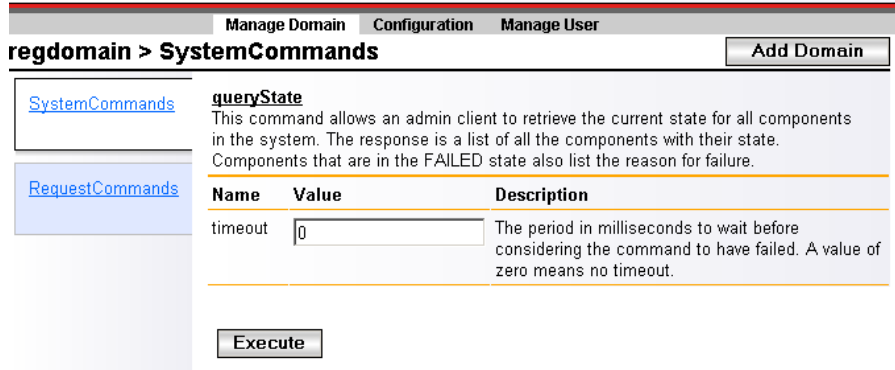 Manage Domain Configuration Manage User
regdomain > SystemCommands Add Domain
SystemCommands
queryState
This command allows an admin client to retrieve the current state for all components
in the system. The response is a list of all the components with their state.
Components that are in the FAILED state also list the reason for failure.
RequestCommands
Name Value Description
timeout 0 The period in milliseconds to wait before
considering the command to have failed. A value of
zero means no timeout.
Execute